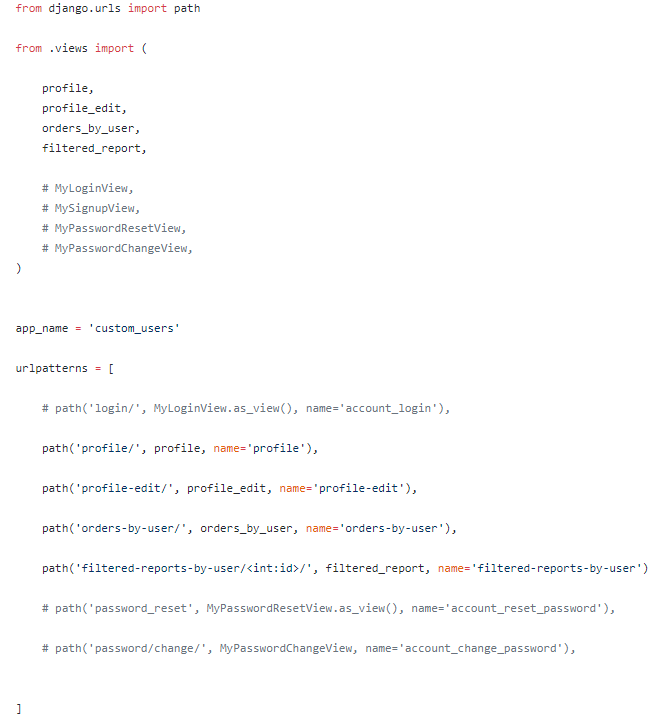 from django.urls import path
from .views import (
    profile,
    profile_edit,
    orders_by_user,
    filtered_report,
    # MyLoginView,
    # MySignupView,
    # MyPasswordResetView,
    # MyPasswordChangeView,
)
app_name = 'custom_users'
urlpatterns = [
    # path('login/', MyLoginView.as_view(), name='account_login'),
    path('profile/', profile, name='profile'),
    path('profile-edit/', profile_edit, name='profile-edit'),
    path('orders-by-user/', orders_by_user, name='orders-by-user'),
    path('filtered-reports-by-user/<int:id>/', filtered_report, name='filtered-reports-by-user')
    # path('password_reset', MyPasswordResetView.as_view(), name='account_reset_password'),
    # path('password/change/', MyPasswordChangeView, name='account_change_password'),
]